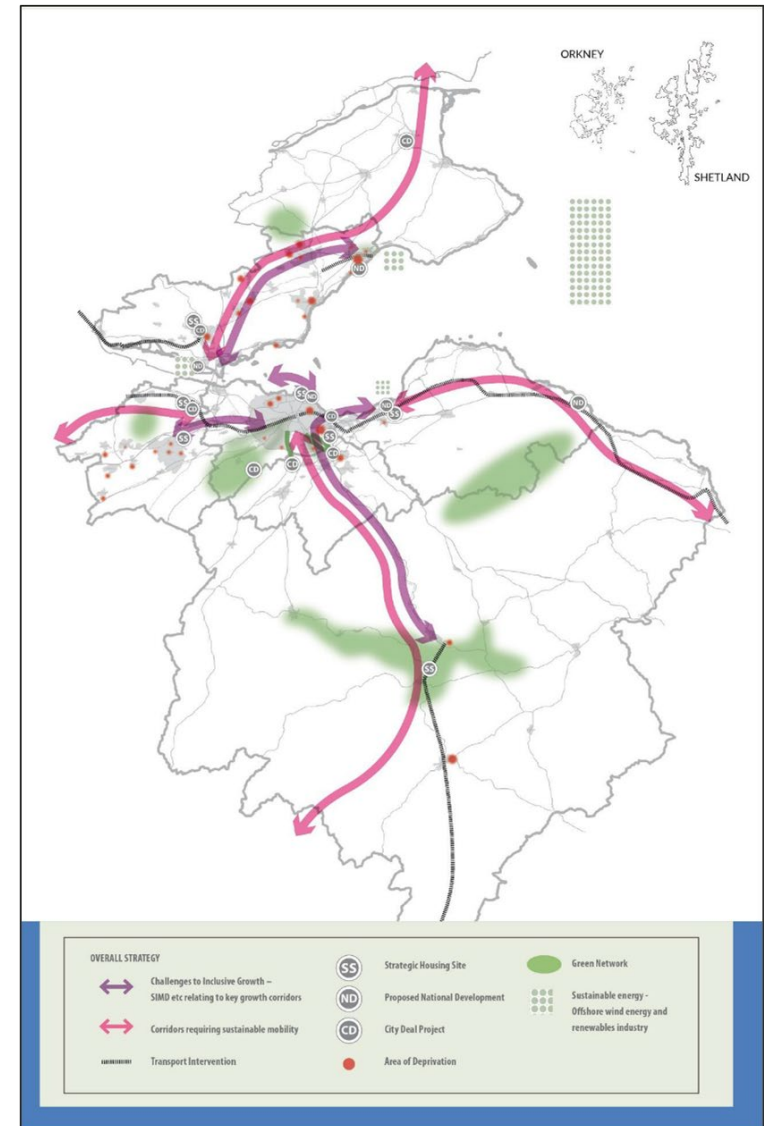 ORKNEY
SHETLAND
CD
ND
SS
CD
ND
SS
CD
SS
ND
CD
ND
SS
ND
SS
SS
CD
CD
CD
SS
OVERALL STRATEGY
Challenges to Inclusive Growth –
SIMD etc relating to key growth corridors
Corridors requiring sustainable mobility
Transport Intervention
SS
Strategic Housing Site
ND
Proposed National Development
CD
City Deal Project
Area of Deprivation
Green Network
Sustainable energy -
Offshore wind energy and
renewables industry